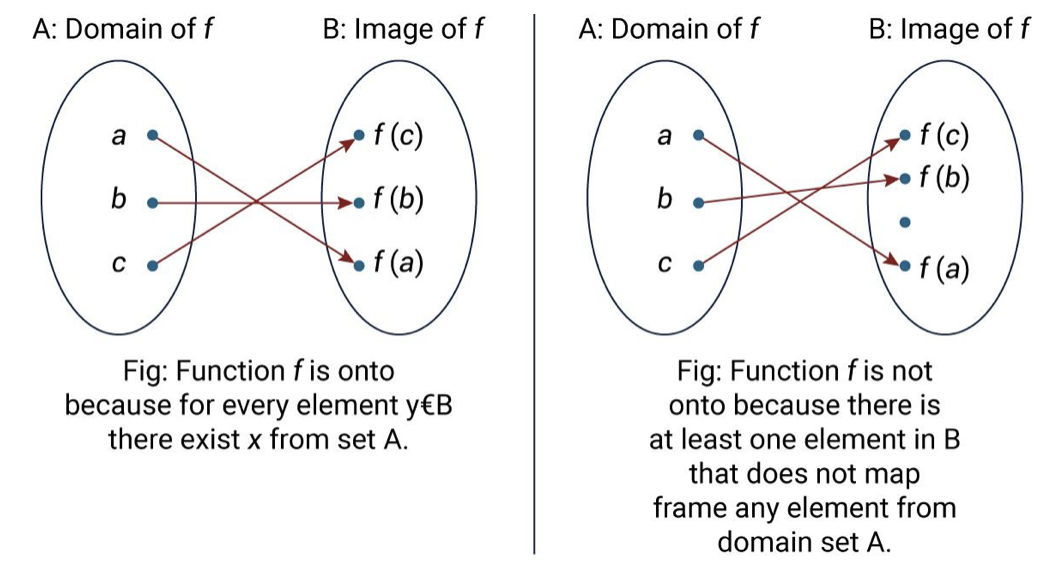 A: Domain of f
B: Image of f
a
f (c)
b
f (b)
c
f (a)
Fig: Function f is onto
because for every element y€B
there exist x from set A.
A: Domain of f
B: Image of f
a
f (c)
f (b)
b
c
f (a)
Fig: Function f is not
onto because there is
at least one element in B
that does not map
frame any element from
domain set A.